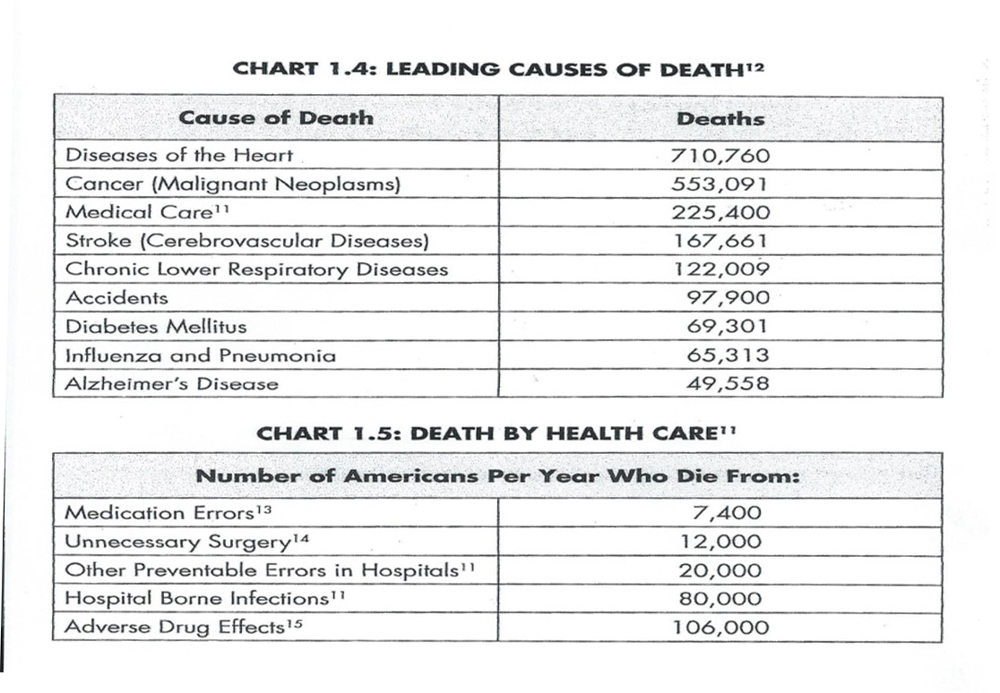 CHART 1.4: LEADING CAUSES OF DEATH¹²
Cause of Death Deaths
Diseases of the Heart 710,760
Cancer (Malignant Neoplasms) 553,091
Medical Care¹¹ 225,400
Stroke (Cerebrovascular Diseases) 167,661
Chronic Lower Respiratory Diseases 122,009
Accidents 97,900
Diabetes Mellitus 69,301
Influenza and Pneumonia 65,313
Alzheimer's Disease 49,558
CHART 1.5: DEATH BY HEALTH CARE¹¹
Number of Americans Per Year Who Die From:
Medication Errors¹³ 7,400
Unnecessary Surgery¹⁴ 12,000
Other Preventable Errors in Hospitals¹¹ 20,000
Hospital Borne Infections¹¹ 80,000
Adverse Drug Effects¹⁵ 106,000